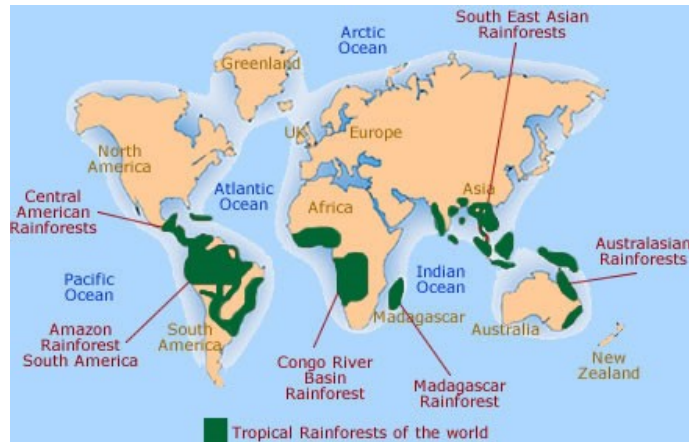 South East Asian
Rainforests
Arctic
Ocean
Greenland
UK
Europe
North
America
Atlantic
Ocean
Asia
Central
American
Rainforests
Africa
Australasian
Rainforests
Pacific
Ocean
Indian
Ocean
Amazon
Rainforest
South America
South
America
Madagascar
Australia
Congo River
Basin
Rainforest
Madagascar
Rainforest
New
Zealand
Tropical Rainforests of the world